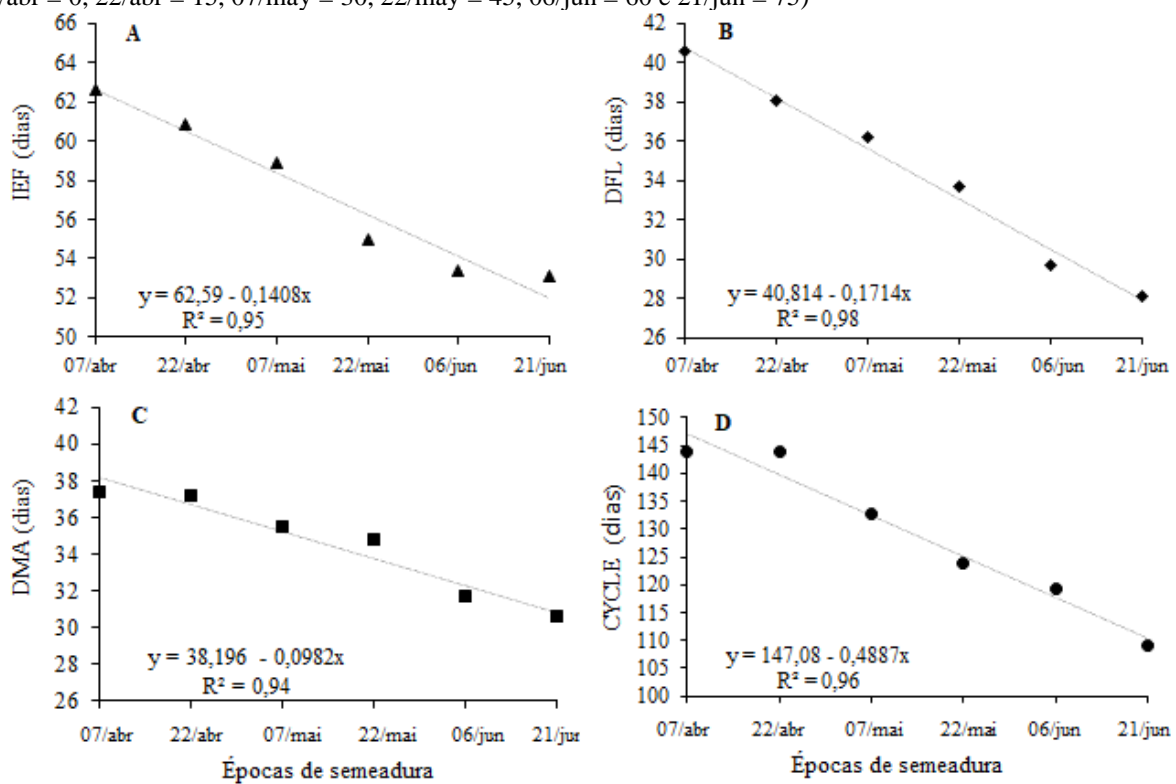 22/abr = 15; 07/may = 30; 22/may = 45; 06/jun = 60 e 21/jun = 75)
A
66
64
62
60
58
56
54
52
50
IEF (dias)
y = 62,59 - 0,1408x
R² = 0,95
07/abr 22/abr 07/mai 22/mai 06/jun 21/jun
B
42
40
38
36
34
32
30
28
26
DFL (dias)
y = 40,814 - 0,1714x
R² = 0,98
07/abr 22/abr 07/mai 22/mai 06/jun 21/jun
C
42
40
38
36
34
32
30
28
26
DMA (dias)
y = 38,196 - 0,0982x
R² = 0,94
07/abr 22/abr 07/mai 22/mai 06/jun 21/jur
Épocas de semeadura
D
150
145
140
135
130
125
120
115
110
105
100
CYCLE (dias)
y = 147,08 - 0,4887x
R² = 0,96
07/abr 22/abr 07/mai 22/mai 06/jun 21/jun
Épocas de semeadura